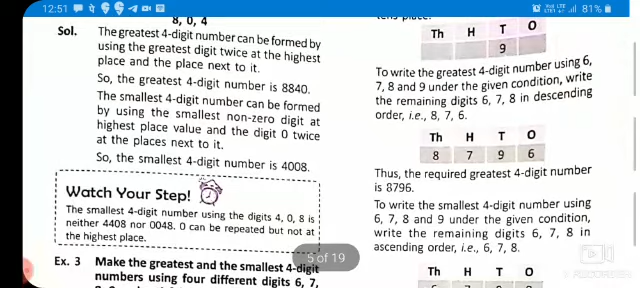 12:51
81%
8, 0, 4
Sol. The greatest 4-digit number can be formed by
using the greatest digit twice at the highest
place and the place next to it.
So, the greatest 4-digit number is 8840.
The smallest 4-digit number can be formed
by using the smallest non-zero digit at
highest place value and the digit 0 twice
at the places next to it.
So, the smallest 4-digit number is 4008.
Watch Your Step!
The smallest 4-digit number using the digits 4, 0, 8 is
neither 4408 nor 0048. 0 can be repeated but not at
the highest place.
5 of 19
Ex. 3 Make the greatest and the smallest 4-digit
numbers using four different digits 6, 7,
Th H T O
9
To write the greatest 4-digit number using 6,
7, 8 and 9 under the given condition, write
the remaining digits 6, 7, 8 in descending
order, i.e., 8, 7, 6.
Th H T O
8 7 9 6
Thus, the required greatest 4-digit number
is 8796.
To write the smallest 4-digit number using
6, 7, 8 and 9 under the given condition,
write the remaining digits 6, 7, 8 in
ascending order, i.e., 6, 7, 8.
Th H T O